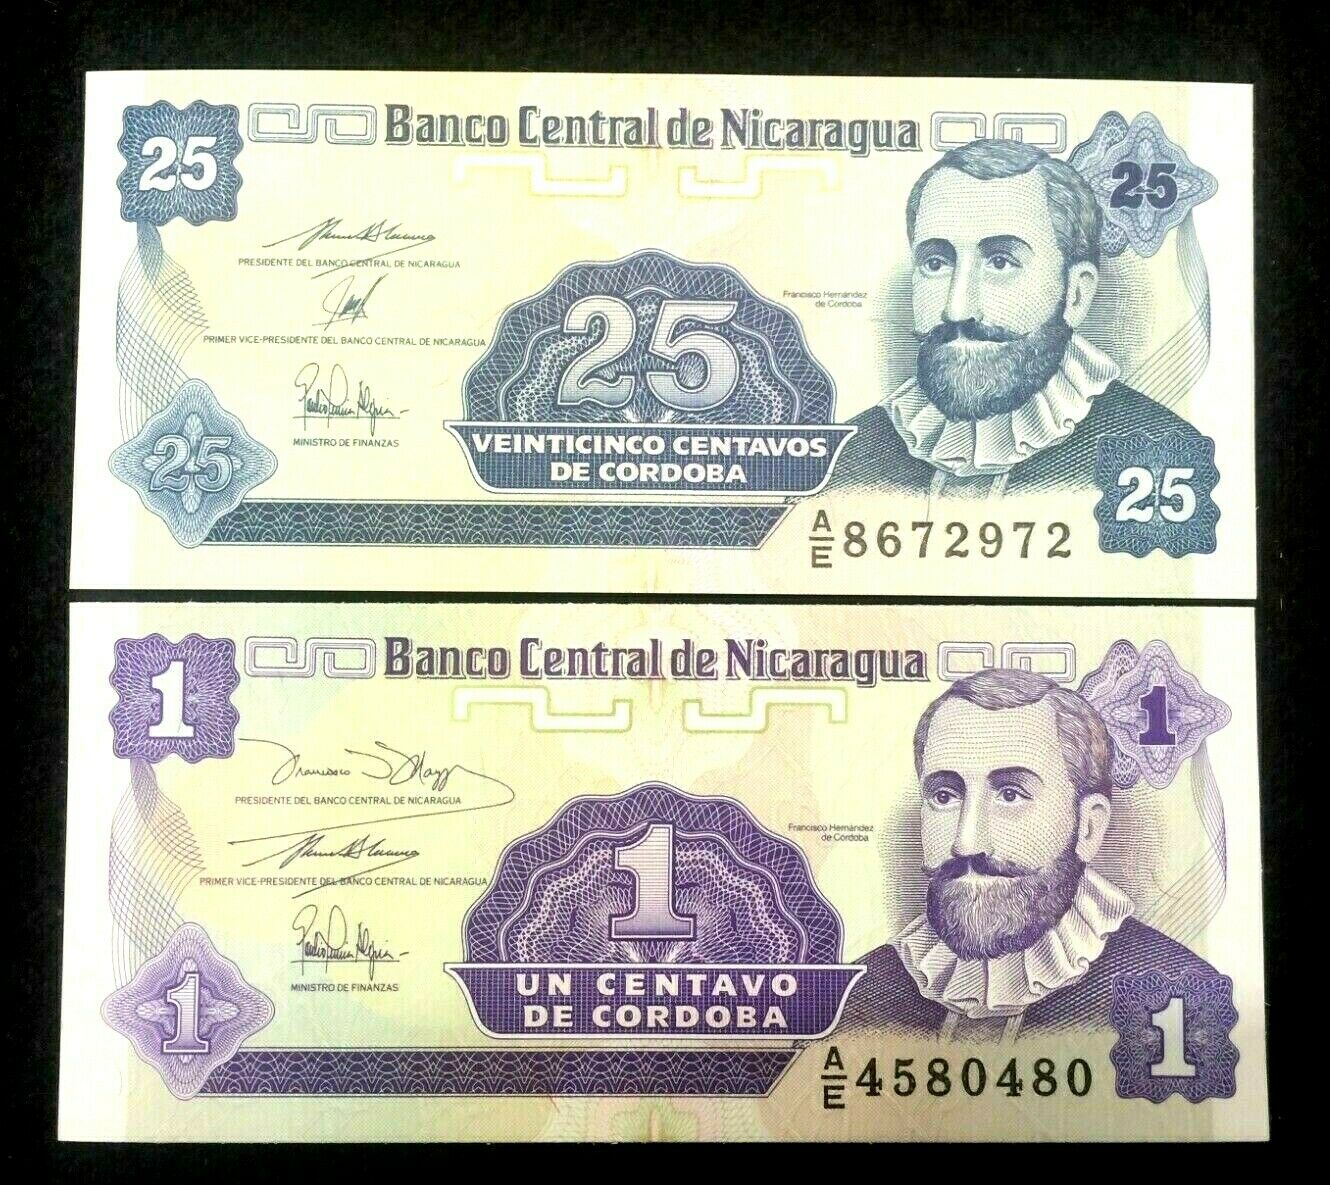 25 Banco Central de Nicaragua 25
PRESIDENTE DEL BANCO CENTRAL DE NICARAGUA
Francisco Hernández
de Cordoba
PRIMER VICE-PRESIDENTE DEL BANCO CENTRAL DE NICARAGUA
25
MINISTRO DE FINANZAS
25
VEINTICINCO CENTAVOS
DE CORDOBA
25
A/E 8672972
1 Banco Central de Nicaragua 1
PRESIDENTE DEL BANCO CENTRAL DE NICARAGUA
Francisco Hernández
de Cordoba
PRIMER VICE-PRESIDENTE DEL BANCO CENTRAL DE NICARAGUA
1
MINISTRO DE FINANZAS
1
UN CENTAVO
DE CORDOBA
1
A/E 4580480